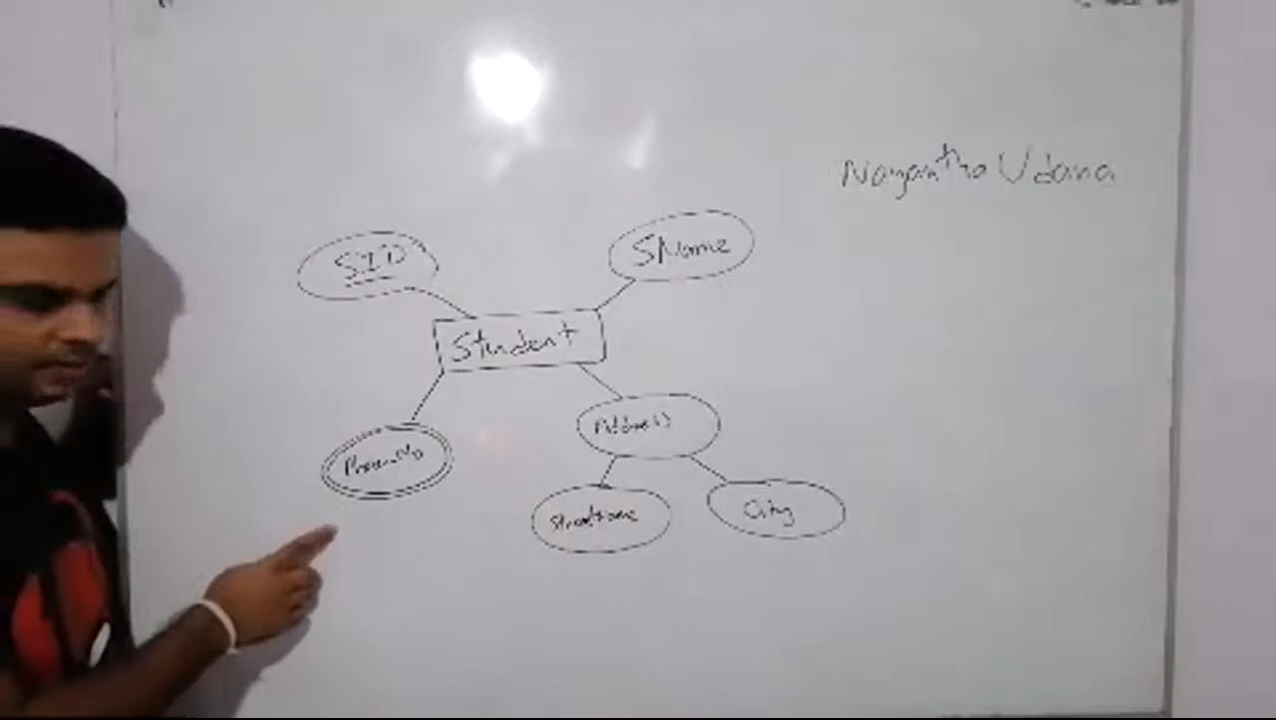 Nayantha Udana
SID
SName
Student
Address
PhoneNo
StreetName
City